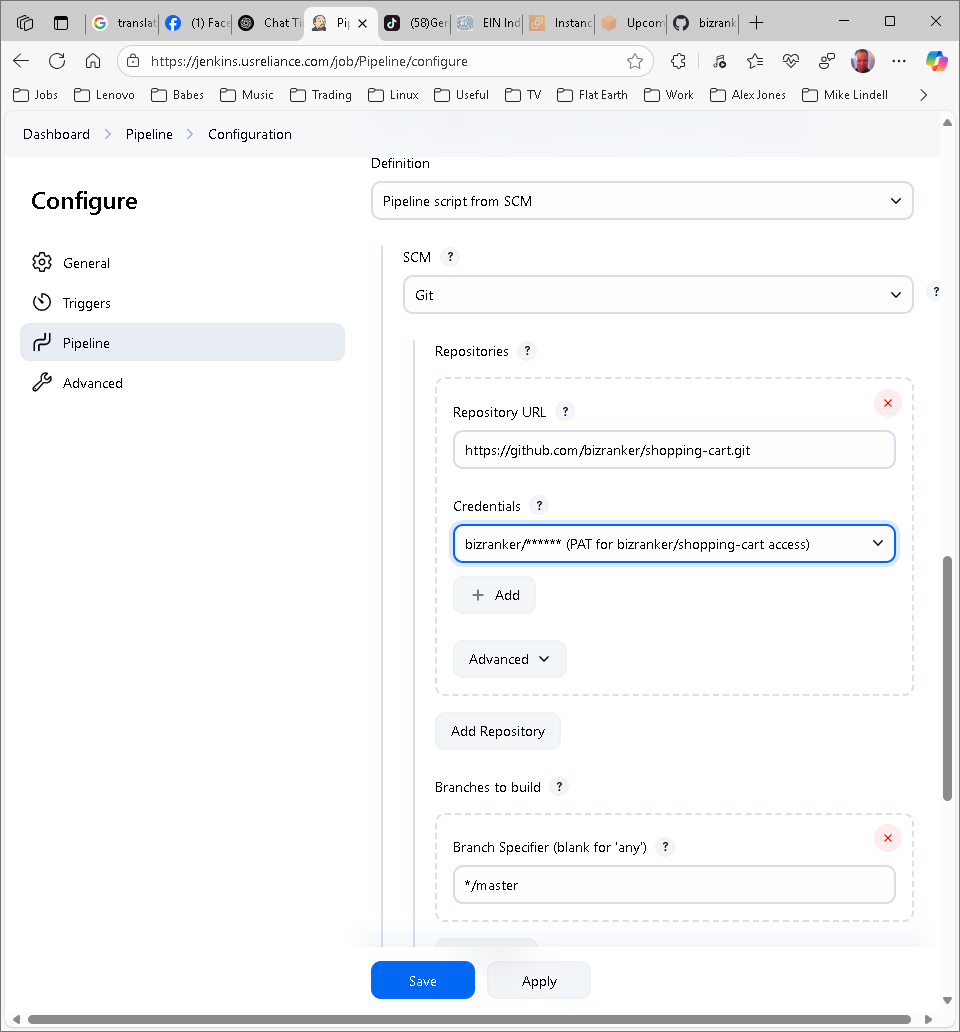 translat
(1) Face
Chat Ti
Pip
(58)Ger
EIN Ind
Instanc
Upcom
bizrank
https://jenkins.usreliance.com/job/Pipeline/configure
Jobs
Lenovo
Babes
Music
Trading
Linux
Useful
TV
Flat Earth
Work
Alex Jones
Mike Lindell
Dashboard > Pipeline > Configuration
Configure
General
Triggers
Pipeline
Advanced
Definition
Pipeline script from SCM
SCM ?
Git
?
Repositories ?
Repository URL ?
https://github.com/bizranker/shopping-cart.git
Credentials ?
bizranker/****** (PAT for bizranker/shopping-cart access)
+ Add
Advanced
Add Repository
Branches to build ?
Branch Specifier (blank for 'any') ?
*/master
Save
Apply